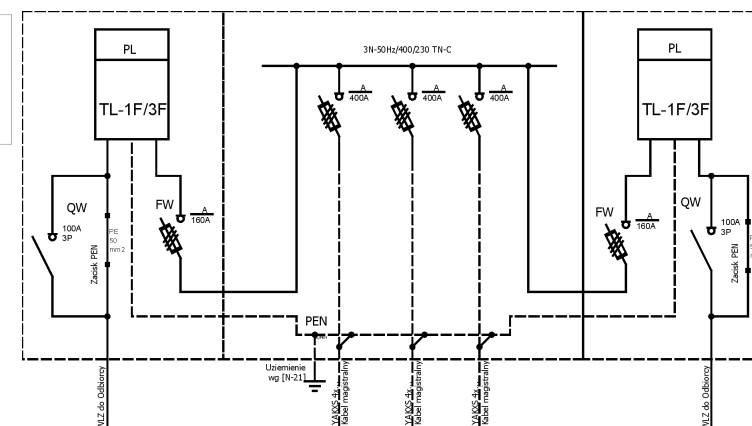 PL
TL-1F/3F
QW
100A
3P
PE
50
mm2
Zacisk PEN
FW
A
160A
3N-50Hz/400/230 TN-C
A
400A
A
400A
A
400A
PEN
Uziemienie
wg [N-21]
YAKXS 4x
Kabel magistralny
YAKXS 4x
Kabel magistralny
YAKXS 4x
Kabel magistralny
WLZ do Odbiorcy
PL
TL-1F/3F
FW
A
160A
QW
100A
3P
Zacisk PEN
WLZ do Odbiorcy